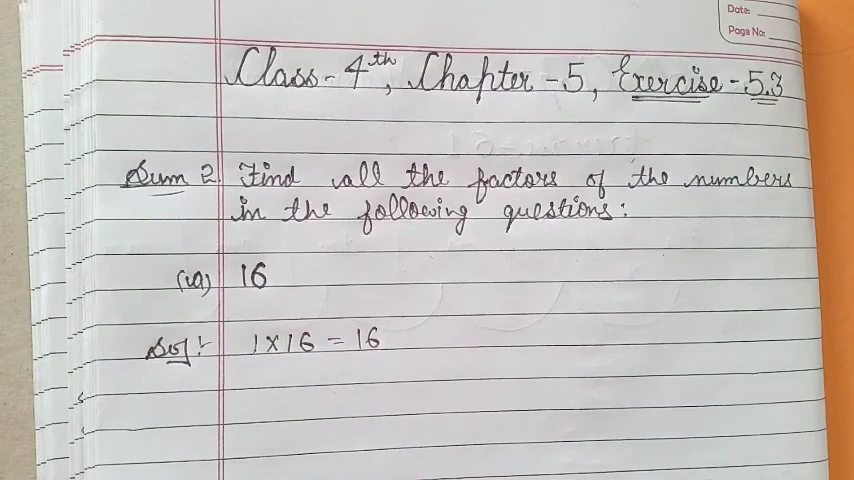 Date:
Page No:
Class-4th, Chapter-5, Exercise-5.3
Sum 2. Find all the factors of the numbers
in the following questions:
(a) 16
Sol:- 1×16 = 16